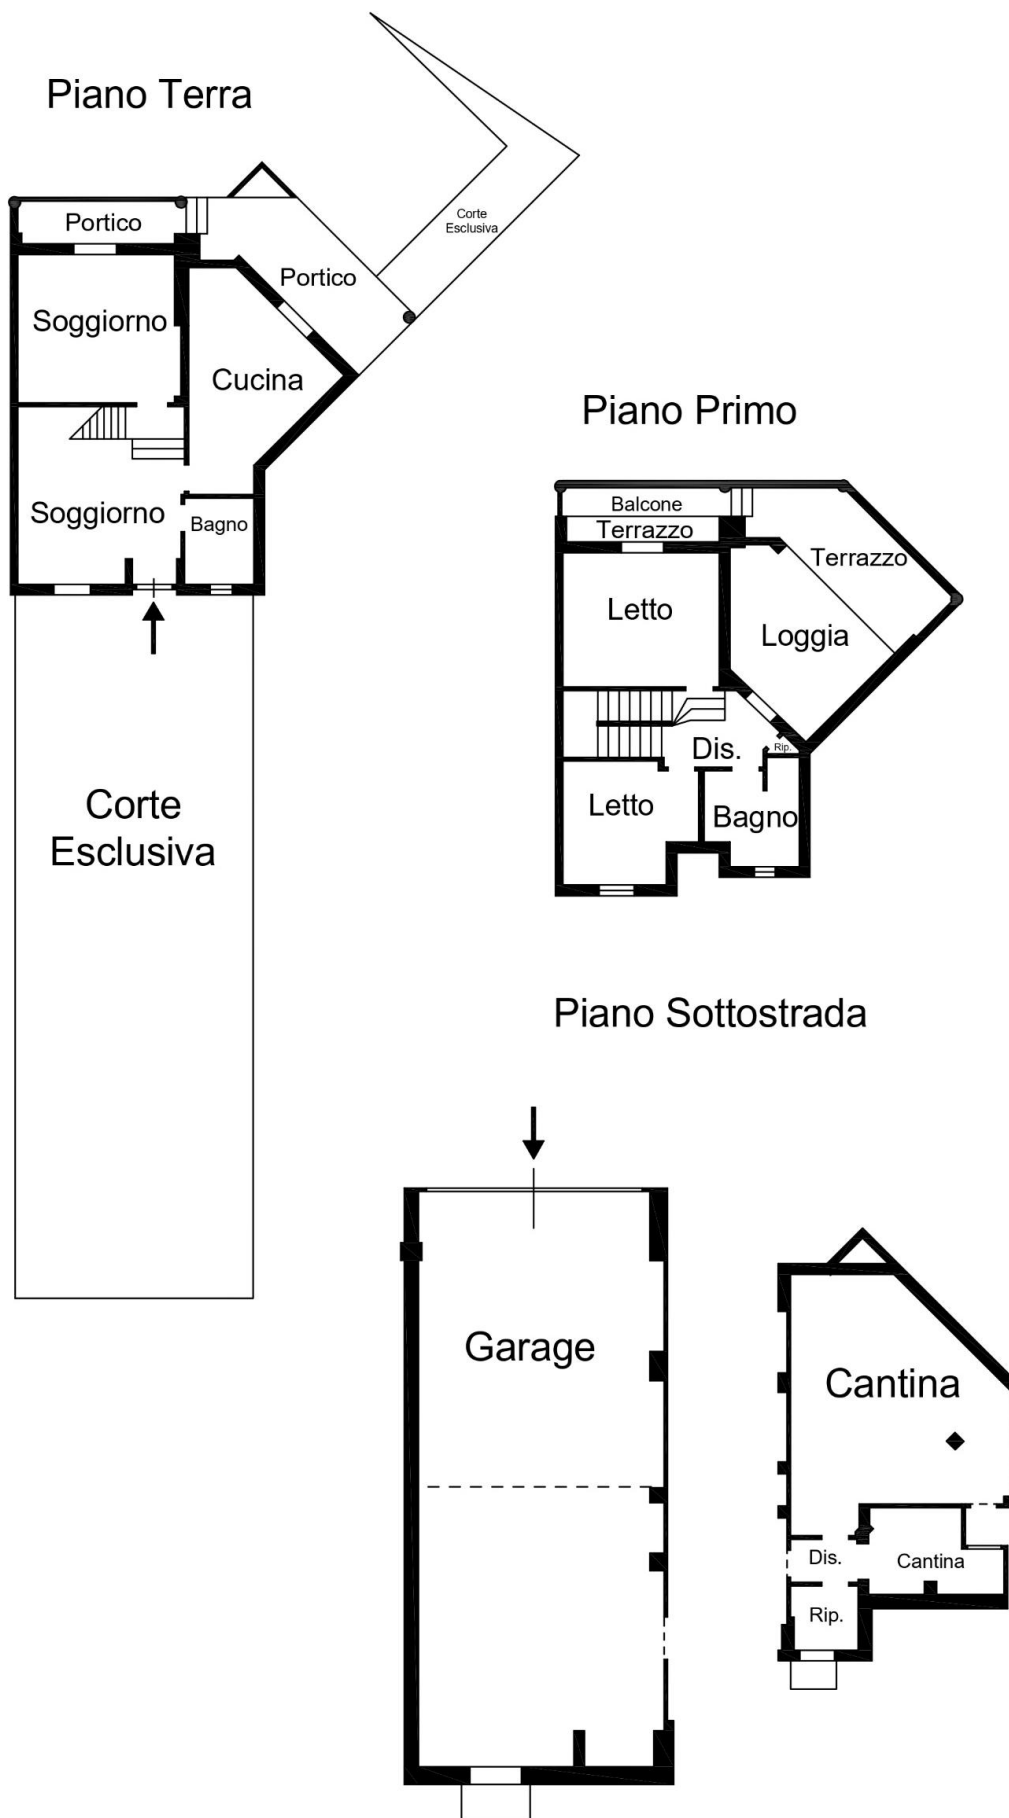 Piano Terra
Portico
Corte
Esclusiva
Portico
Soggiorno
Cucina
Soggiorno
Bagno
Corte
Esclusiva
Piano Primo
Balcone
Terrazzo
Terrazzo
Letto
Loggia
Dis.
Rip.
Letto
Bagno
Piano Sottostrada
Garage
Cantina
Dis.
Cantina
Rip.